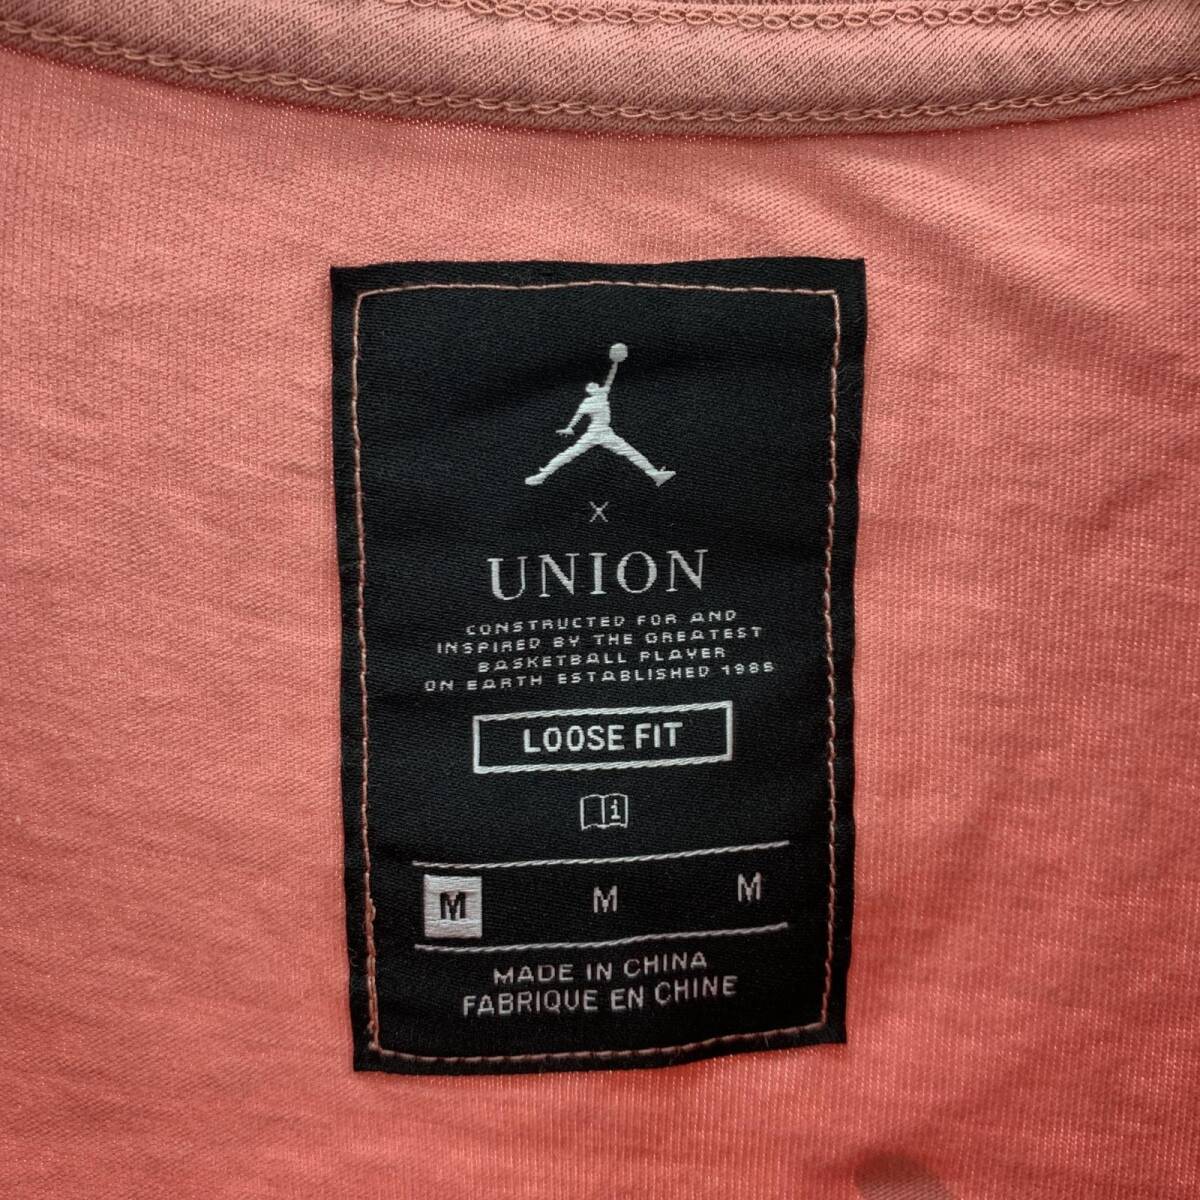 X
UNION
CONSTRUCTED FOR AND
INSPIRED BY THE GREATEST
BASKETBALL PLAYER
ON EARTH ESTABLISHED 1985
LOOSE FIT
i
M M M
MADE IN CHINA
FABRIQUE EN CHINE